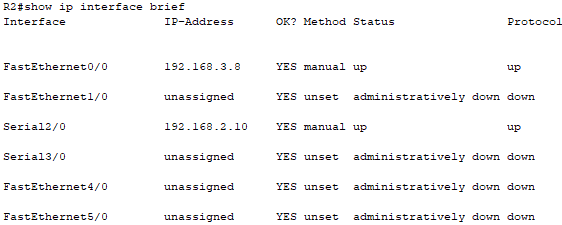 R2#show ip interface brief
Interface IP-Address OK? Method Status Protocol
FastEthernet0/0 192.168.3.8 YES manual up up
FastEthernet1/0 unassigned YES unset administratively down down
Serial2/0 192.168.2.10 YES manual up up
Serial3/0 unassigned YES unset administratively down down
FastEthernet4/0 unassigned YES unset administratively down down
FastEthernet5/0 unassigned YES unset administratively down down